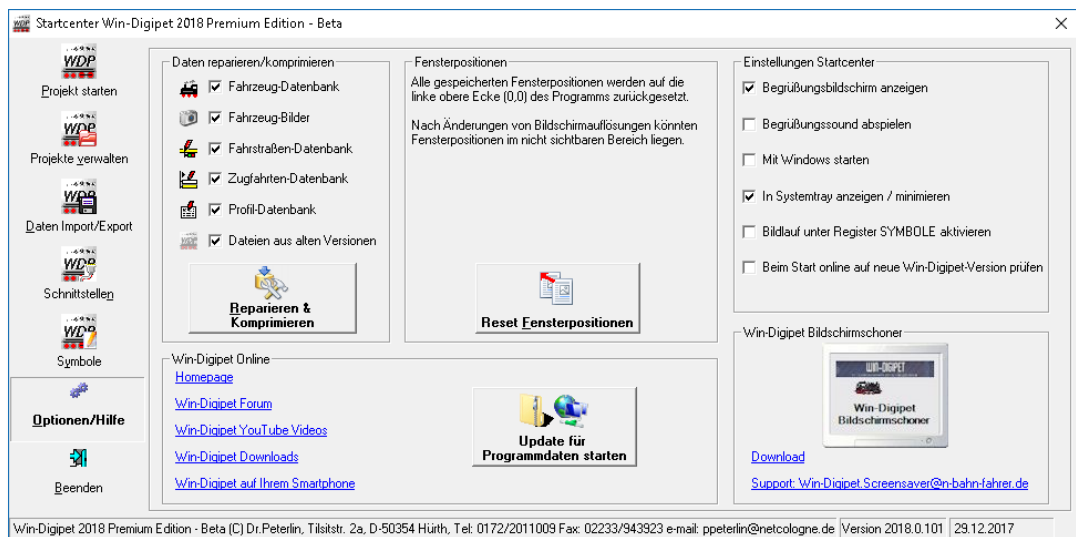 Startcenter Win-Digipet 2018 Premium Edition - Beta
WDP
Projekt starten
WDP
Projekte verwalten
WDP
Daten Import/Export
WDP
Schnittstellen
WDP
Symbole
Optionen/Hilfe
Beenden
Daten reparieren/komprimieren
Fahrzeug-Datenbank
Fahrzeug-Bilder
Fahrstraßen-Datenbank
Zugfahrten-Datenbank
Profil-Datenbank
Dateien aus alten Versionen
Reparieren &
Komprimieren
Fensterpositionen
Alle gespeicherten Fensterpositionen werden auf die
linke obere Ecke (0,0) des Programms zurückgesetzt.
Nach Änderungen von Bildschirmauflösungen könnten
Fensterpositionen im nicht sichtbaren Bereich liegen.
Reset Fensterpositionen
Einstellungen Startcenter
Begrüßungsbildschirm anzeigen
Begrüßungssound abspielen
Mit Windows starten
In Systemtray anzeigen / minimieren
Bildlauf unter Register SYMBOLE aktivieren
Beim Start online auf neue Win-Digipet-Version prüfen
Win-Digipet Online
Homepage
Win-Digipet Forum
Win-Digipet YouTube Videos
Win-Digipet Downloads
Win-Digipet auf Ihrem Smartphone
Update für
Programmdaten starten
Win-Digipet Bildschirmschoner
WIN-DIGIPET
Win-Digipet
Bildschirmschoner
Download
Support: Win-Digipet.Screensaver@n-bahn-fahrer.de
Win-Digipet 2018 Premium Edition - Beta (C) Dr.Peterlin, Tilsitstr. 2a, D-50354 Hürth, Tel: 0172/2011009 Fax: 02233/943923 e-mail: ppeterlin@netcologne.de
Version 2018.0.101
29.12.2017